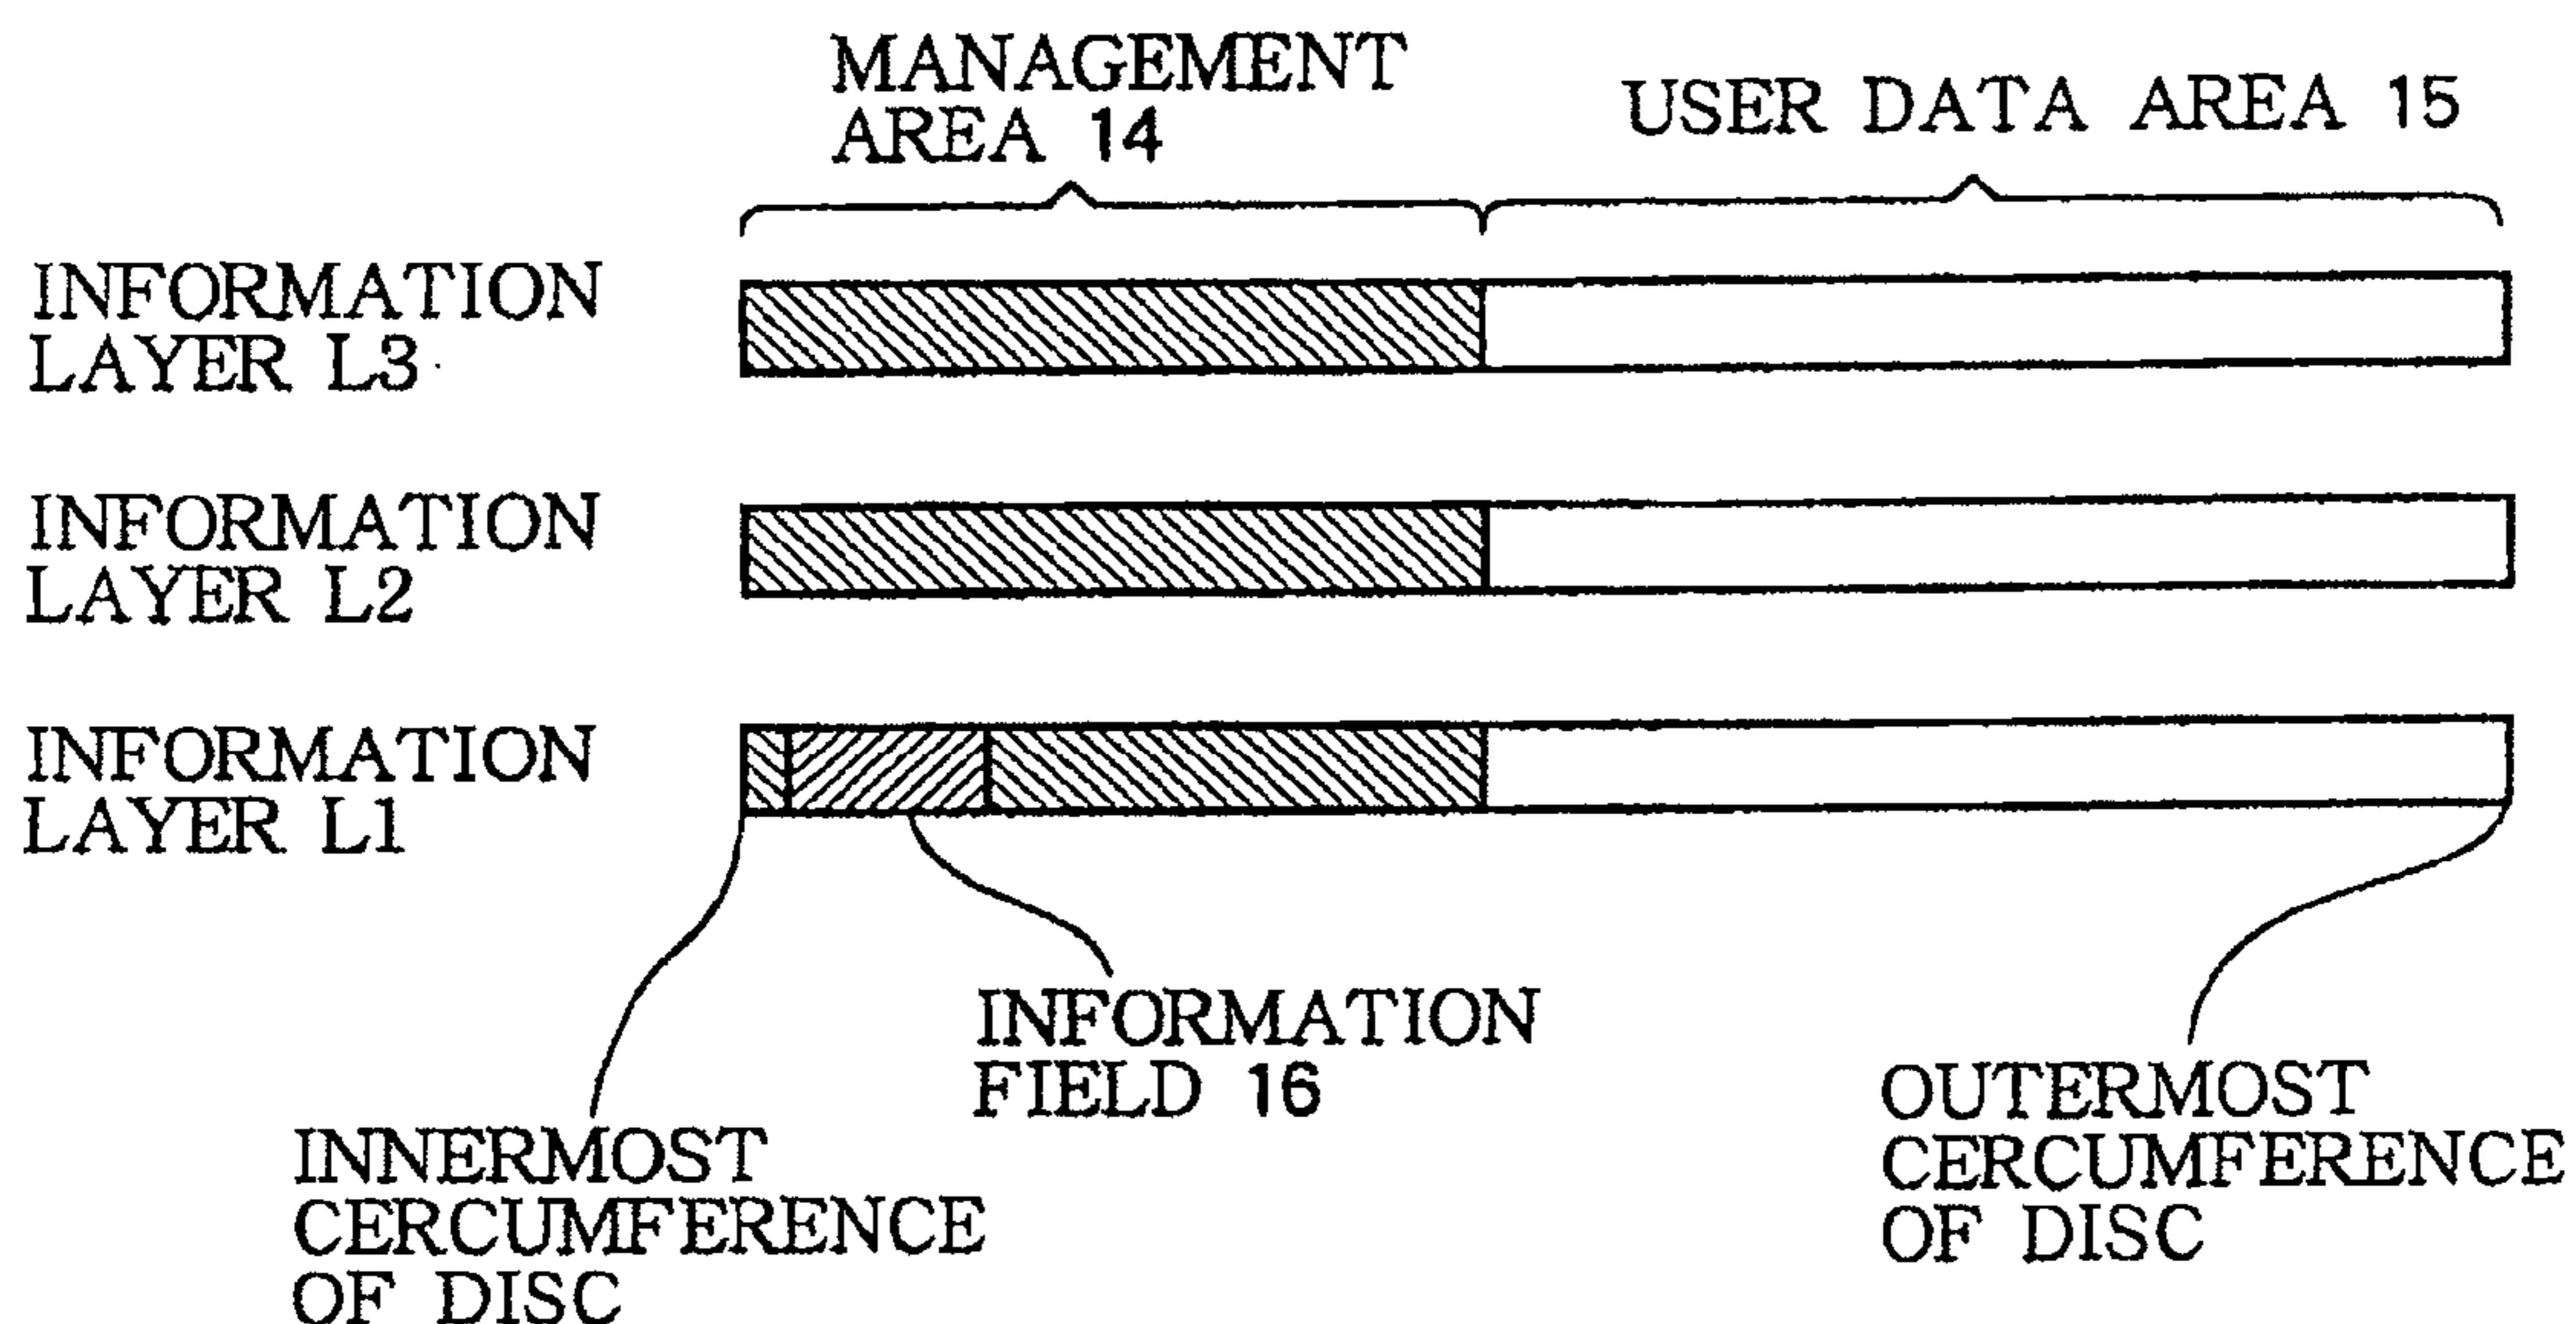 MANAGEMENT
AREA 14
USER DATA AREA 15
INFORMATION
LAYER L3
INFORMATION
LAYER L2
INFORMATION
LAYER L1
INFORMATION
FIELD 16
INNERMOST
CERCUMFERENCE
OF DISC
OUTERMOST
CERCUMFERENCE
OF DISC